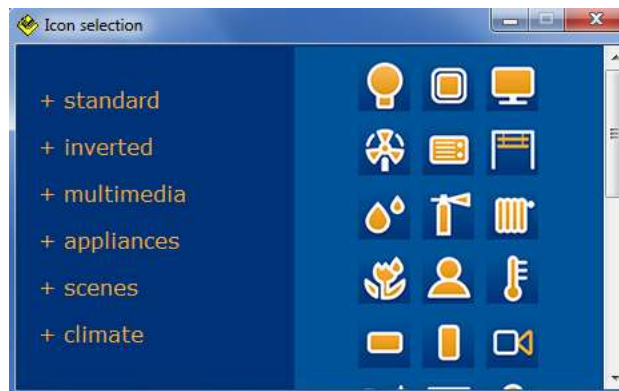 Icon selection
+ standard
+ inverted
+ multimedia
+ appliances
+ scenes
+ climate